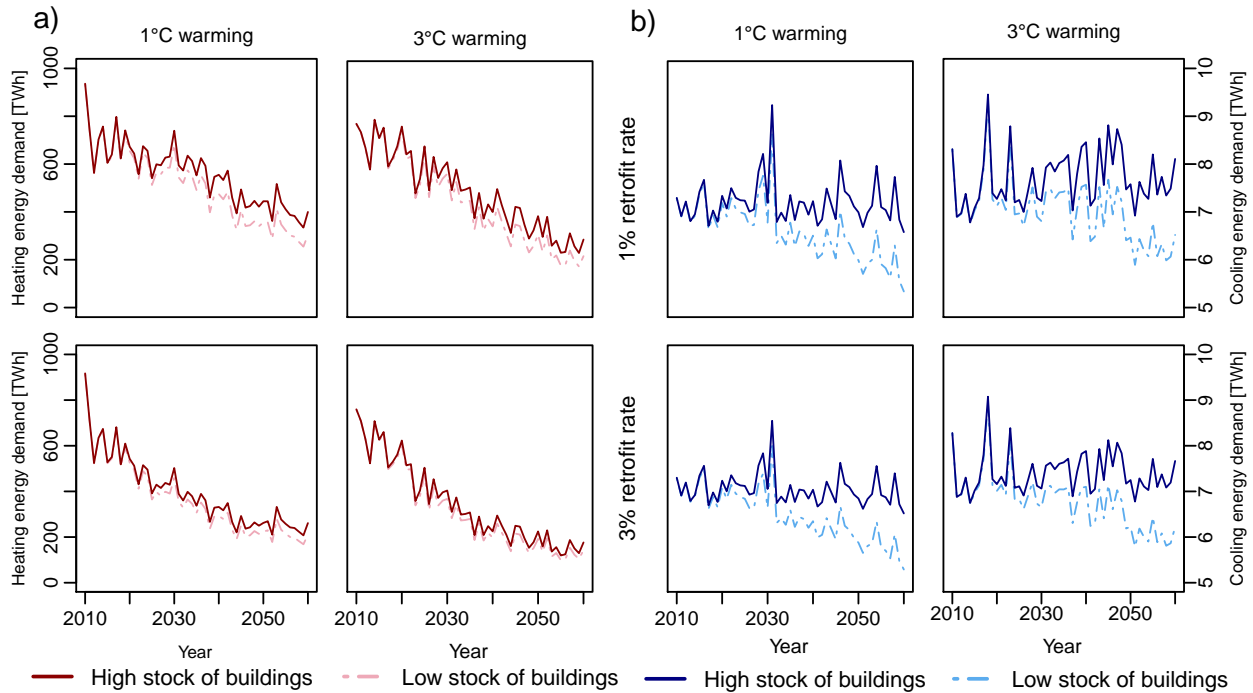 a)
1°C warming
3°C warming
b)
1°C warming
3°C warming
Heating energy demand [TWh]
0 200 400 600 1000
1% retrofit rate
5 6 7 8 9 10
Cooling energy demand [TWh]
Heating energy demand [TWh]
0 200 600 1000
3% retrofit rate
5 6 7 8 9 10
Cooling energy demand [TWh]
2010 2030 2050
2010 2030 2050
2010 2030 2050
2010 2030 2050
Year
Year
Year
Year
High stock of buildings
Low stock of buildings
High stock of buildings
Low stock of buildings